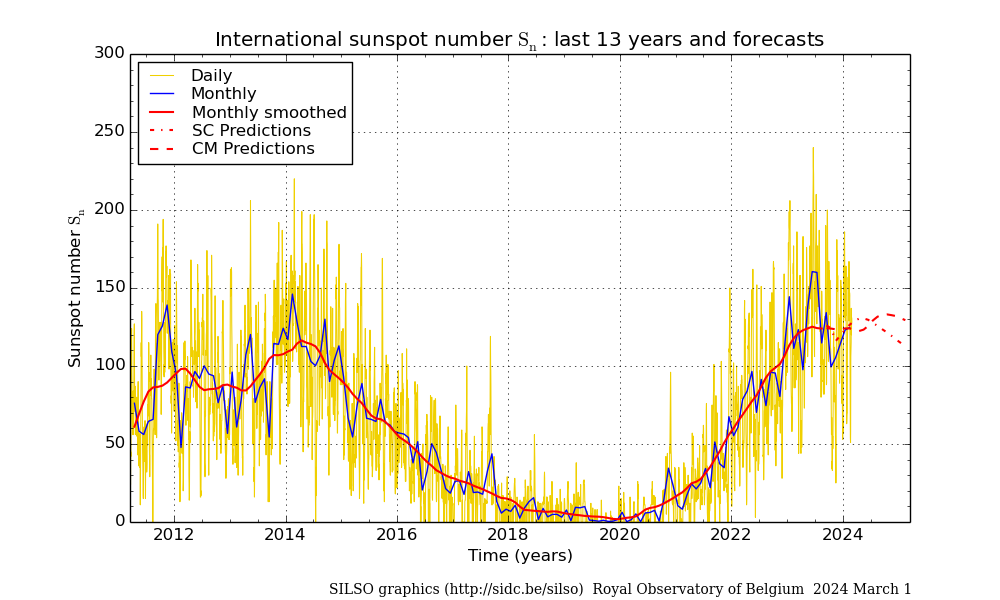 International sunspot number Sn : last 13 years and forecasts
300
250
200
150
100
50
0
Sunspot number Sn
Daily
Monthly
Monthly smoothed
SC Predictions
CM Predictions
2012 2014 2016 2018 2020 2022 2024
Time (years)
SILSO graphics (http://sidc.be/silso) Royal Observatory of Belgium 2024 March 1